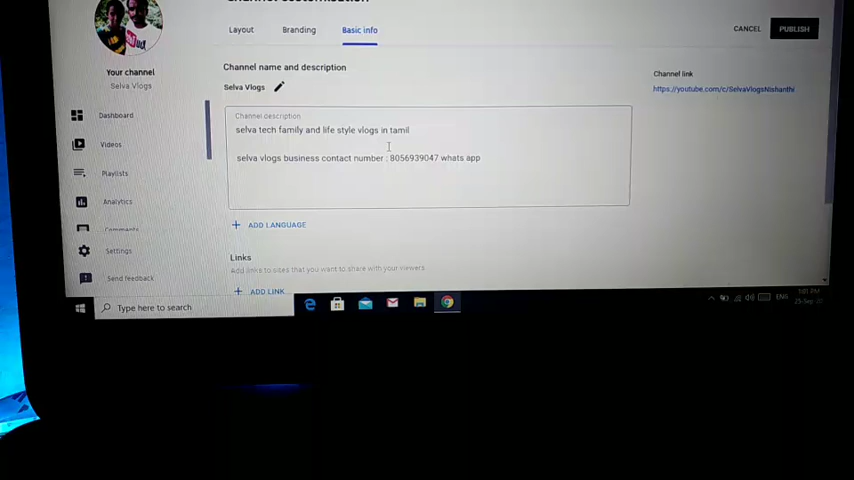 Layout
Branding
Basic info
CANCEL
PUBLISH
Your channel
Selva Vlogs
Channel name and description
Selva Vlogs
Channel link
https://youtube.com/c/SelvaVlogsNishanthi
Channel description
selva tech family and life style vlogs in tamil
selva vlogs business contact number : 8056939047 whats app
Dashboard
Videos
Playlists
Analytics
Comments
Settings
Send feedback
ADD LANGUAGE
Links
Add links to sites that you want to share with your viewers
ADD LINK
Type here to search
ENG